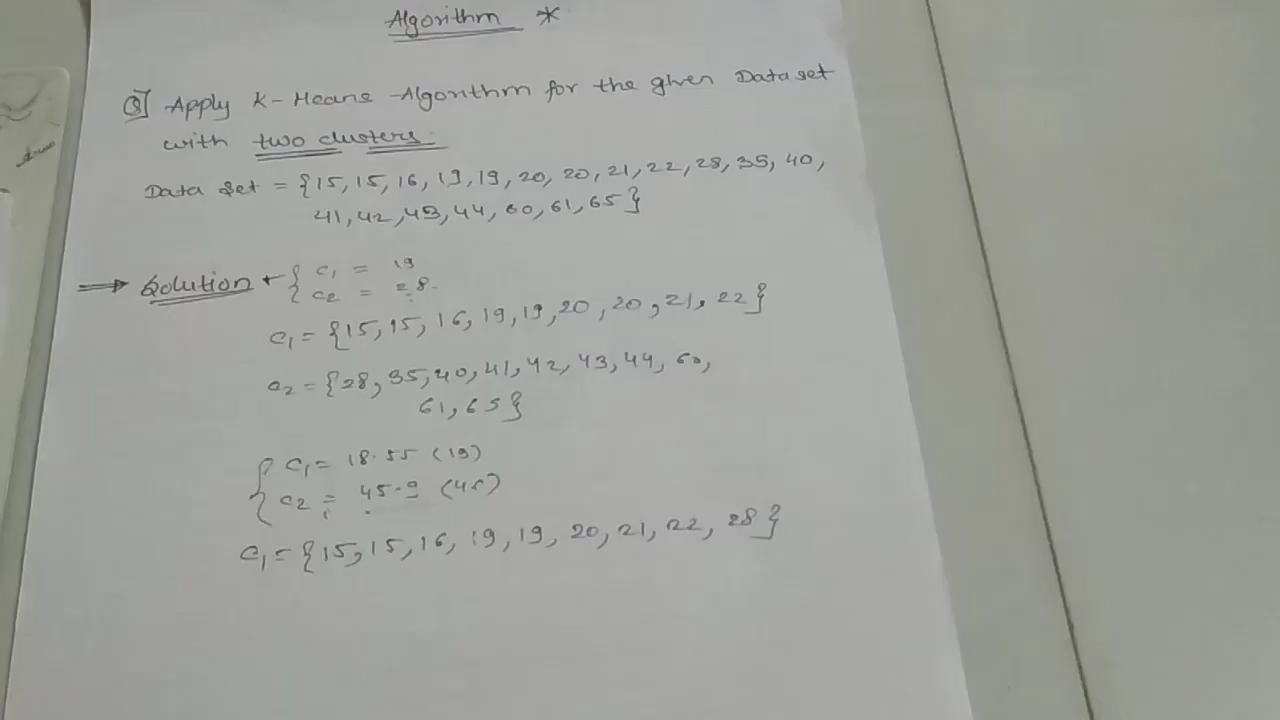 Algorithm *
Q] Apply K-Means Algorithm for the given Data set
with two clusters.
Data Set = {15, 15, 16, 19, 19, 20, 20, 21, 22, 28, 35, 40,
41, 42, 43, 44, 60, 61, 65}
⇒ Solution + { C1 = 19
C2 = 28.
C1 = {15, 15, 16, 19, 19, 20, 20, 21, 22}
C2 = {28, 35, 40, 41, 42, 43, 44, 60,
61, 65}
{ C1 = 18.55 (19)
C2 = 45.9 (46)
C1 = {15, 15, 16, 19, 19, 20, 21, 22, 28}